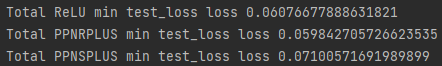 Total ReLU min test_loss loss 0.06076677888631821
Total PPNRPLUS min test_loss loss 0.059842705726623535
Total PPNSPLUS min test_loss loss 0.07100571691989899